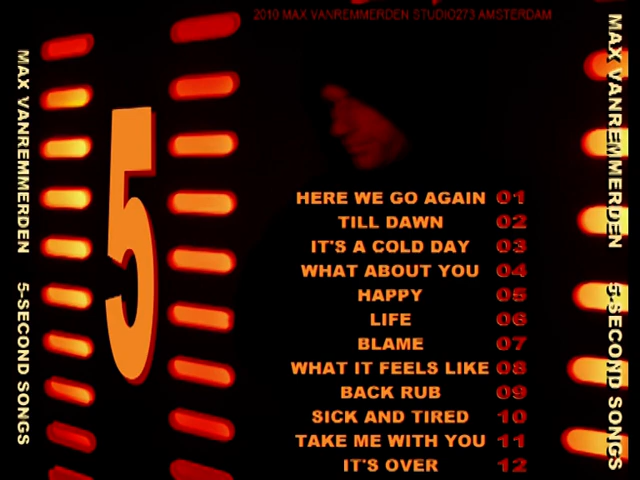 2010 MAX VANREMMERDEN STUDIO273 AMSTERDAM
MAX VANREMMERDEN 5-SECOND SONGS
5
HERE WE GO AGAIN 01
TILL DAWN 02
IT'S A COLD DAY 03
WHAT ABOUT YOU 04
HAPPY 05
LIFE 06
BLAME 07
WHAT IT FEELS LIKE 08
BACK RUB 09
SICK AND TIRED 10
TAKE ME WITH YOU 11
IT'S OVER 12
MAX VANREMMERDEN 5-SECOND SONGS